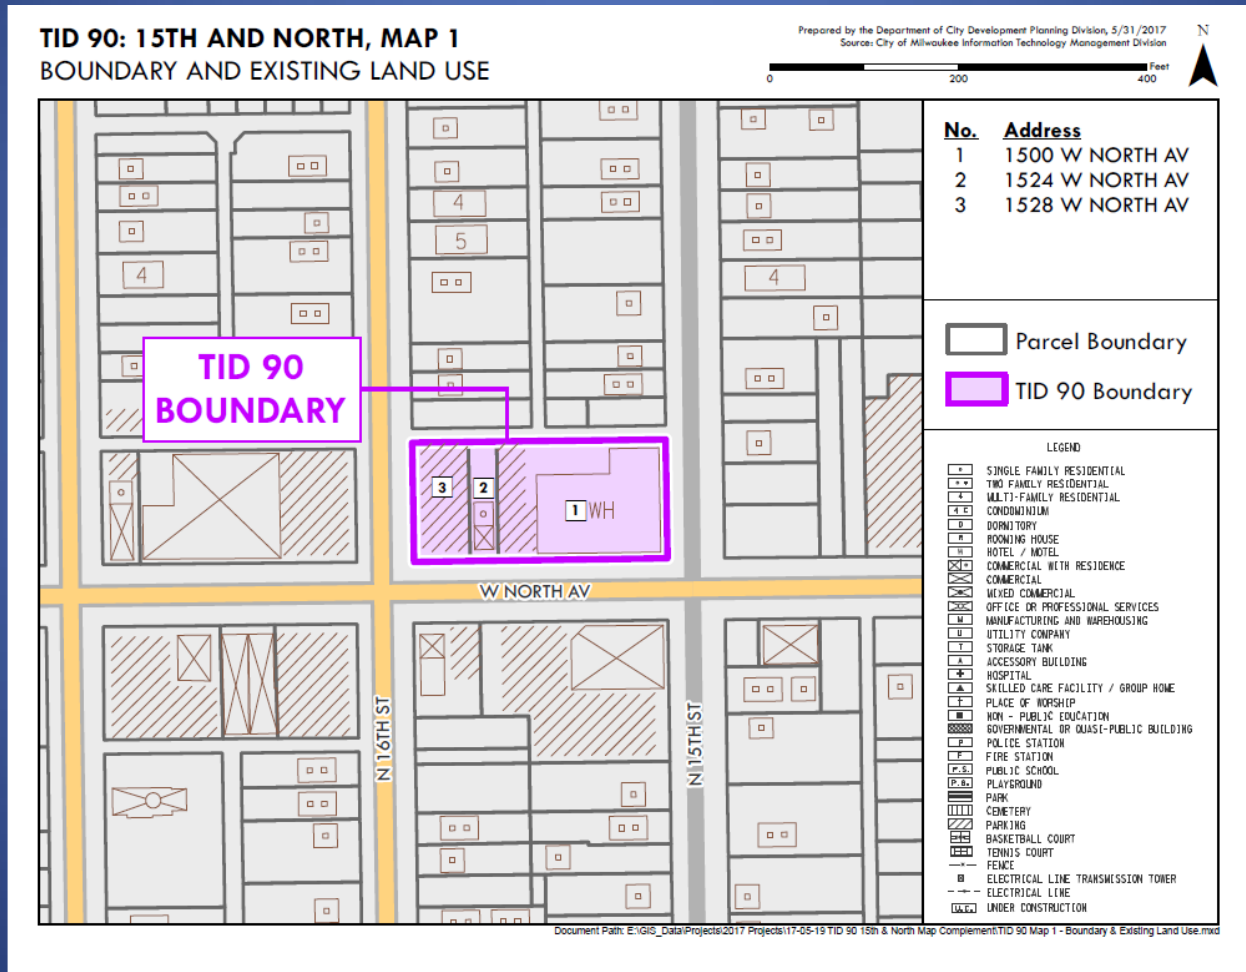 TID 90: 15TH AND NORTH, MAP 1
BOUNDARY AND EXISTING LAND USE
Prepared by the Department of City Development Planning Division, 5/31/2017
Source: City of Milwaukee Information Technology Management Division
N
Feet
0 200 400
No. Address
1 1500 W NORTH AV
2 1524 W NORTH AV
3 1528 W NORTH AV
Parcel Boundary
TID 90 Boundary
4
5
4
4
TID 90
BOUNDARY
3
2
1 WH
W NORTH AV
N 16TH ST
N 15TH ST
LEGEND
SINGLE FAMILY RESIDENTIAL
TWO FAMILY RESIDENTIAL
4 MULTI-FAMILY RESIDENTIAL
4 C CONDOMINIUM
D DORMITORY
R ROOMING HOUSE
H HOTEL / MOTEL
COMMERCIAL WITH RESIDENCE
COMMERCIAL
MIXED COMMERCIAL
OFFICE OR PROFESSIONAL SERVICES
M MANUFACTURING AND WAREHOUSING
U UTILITY COMPANY
T STORAGE TANK
A ACCESSORY BUILDING
HOSPITAL
SKILLED CARE FACILITY / GROUP HOME
PLACE OF WORSHIP
NON - PUBLIC EDUCATION
GOVERNMENTAL OR QUASI-PUBLIC BUILDING
P POLICE STATION
F FIRE STATION
P.S. PUBLIC SCHOOL
P.G. PLAYGROUND
PARK
CEMETERY
PARKING
BASKETBALL COURT
TENNIS COURT
FENCE
ELECTRICAL LINE TRANSMISSION TOWER
ELECTRICAL LINE
U.C. UNDER CONSTRUCTION
Document Path: E:\GIS_Data\Projects\2017 Projects\17-05-19 TID 90 15th & North Map Complement\TID 90 Map 1 - Boundary & Existing Land Use.mxd